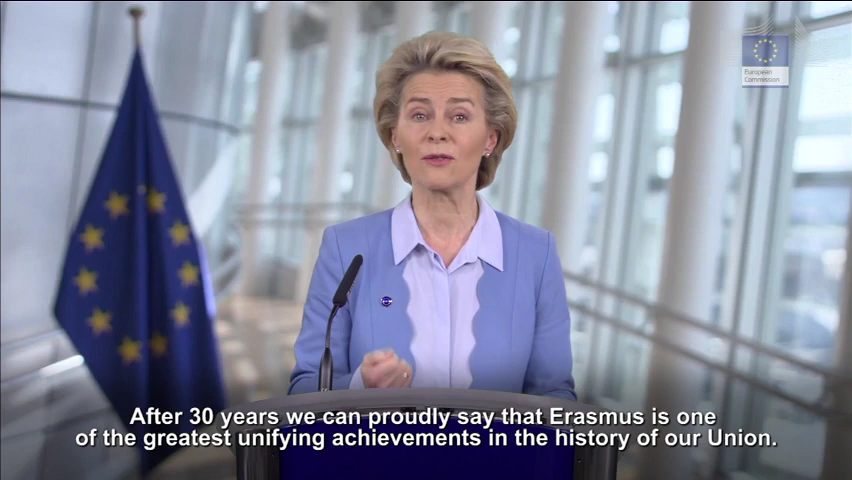 European
Commission
After 30 years we can proudly say that Erasmus is one
of the greatest unifying achievements in the history of our Union.